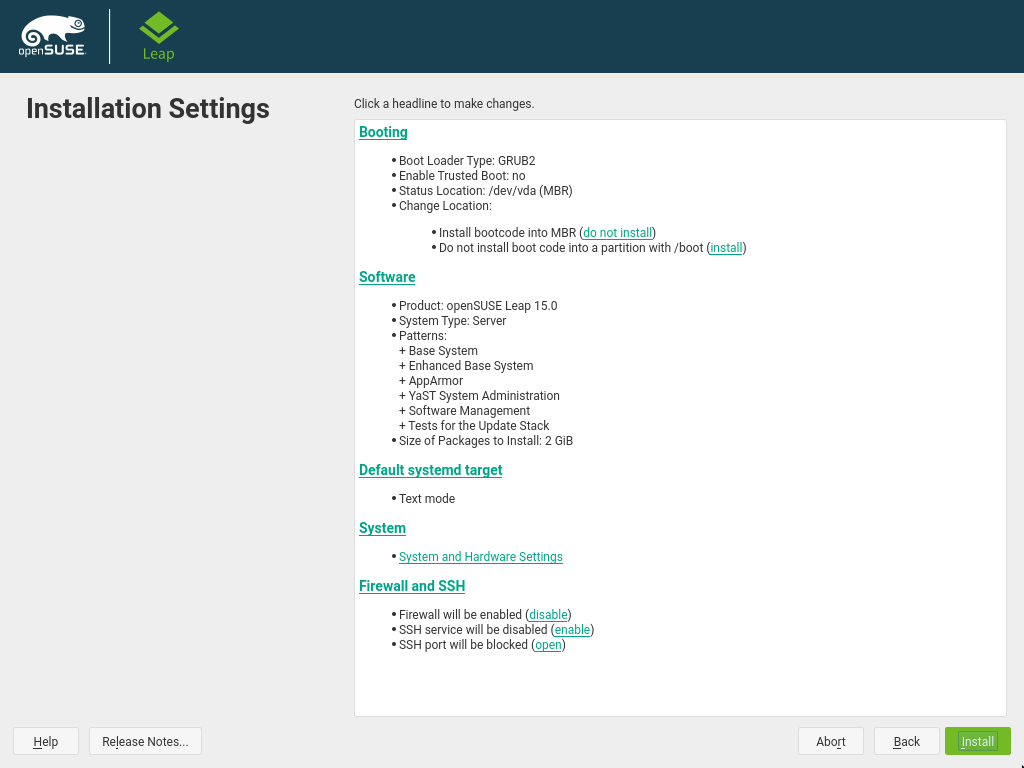 openSUSE
Leap
Installation Settings
Click a headline to make changes.
Booting
• Boot Loader Type: GRUB2
• Enable Trusted Boot: no
• Status Location: /dev/vda (MBR)
• Change Location:
• Install bootcode into MBR (do not install)
• Do not install boot code into a partition with /boot (install)
Software
• Product: openSUSE Leap 15.0
• System Type: Server
• Patterns:
+ Base System
+ Enhanced Base System
+ AppArmor
+ YaST System Administration
+ Software Management
+ Tests for the Update Stack
• Size of Packages to Install: 2 GiB
Default systemd target
• Text mode
System
• System and Hardware Settings
Firewall and SSH
• Firewall will be enabled (disable)
• SSH service will be disabled (enable)
• SSH port will be blocked (open)
Help Release Notes... Abort Back Install